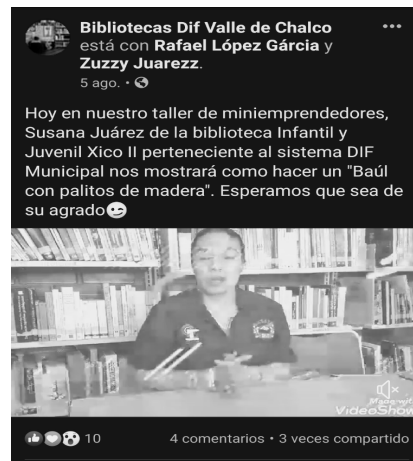 Bibliotecas Dif Valle de Chalco
está con Rafael López Gárcia y
Zuzzy Juarezz.
5 ago. •
Hoy en nuestro taller de miniemprendedores,
Susana Juárez de la biblioteca Infantil y
Juvenil Xico II perteneciente al sistema DIF
Municipal nos mostrará como hacer un "Baúl
con palitos de madera". Esperamos que sea de
su agrado😉
Made with
VideoShow
10
4 comentarios • 3 veces compartido